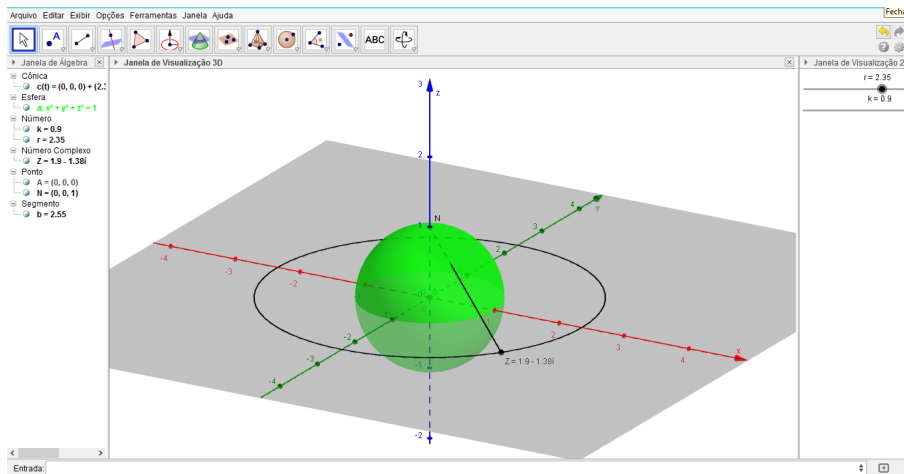 Arquivo Editar Exibir Opções Ferramentas Janela Ajuda
Fecha
ABC
Janela de Álgebra
Janela de Visualização 3D
Janela de Visualização 2
Cônica
c(t) = (0, 0, 0) + (2.3
Esfera
a: x² + y² + z² = 1
Número
k = 0.9
r = 2.35
Número Complexo
Z = 1.9 - 1.38í
Ponto
A = (0, 0, 0)
N = (0, 0, 1)
Segmento
b = 2.55
r = 2.35
k = 0.9
3
z
2
1
N
-1
-2
-4
-3
-2
2
3
4
x
4
y
3
2
-1
-2
-3
-4
Z = 1.9 - 1.38í
Entrada: